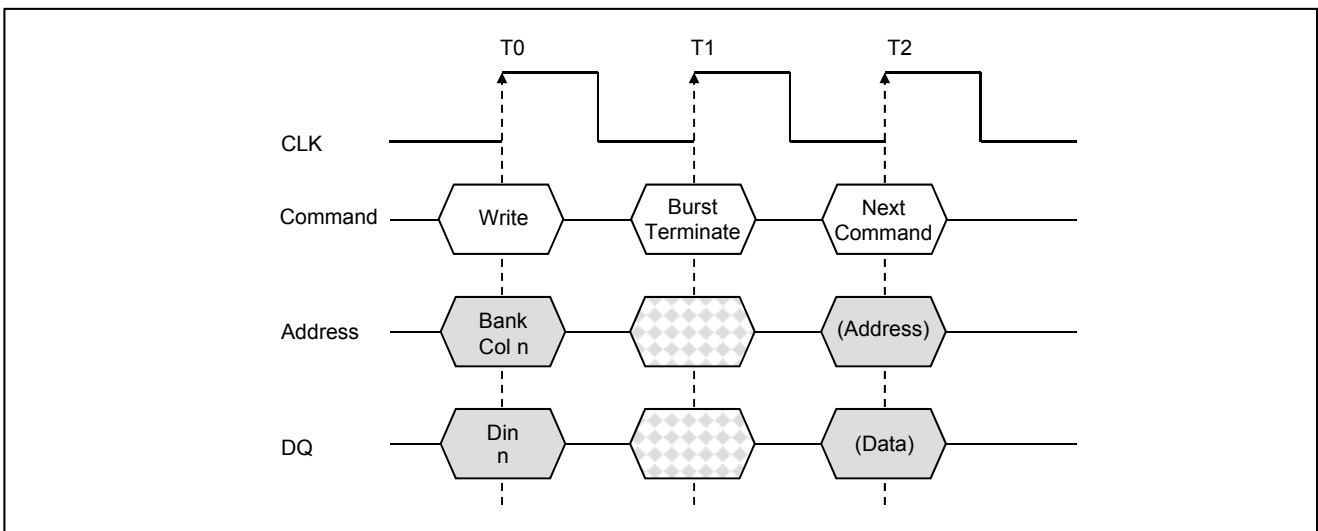 T0 T1 T2
CLK
Command
Write
Burst
Terminate
Next
Command
Address
Bank
Col n
(Address)
DQ
Din
n
(Data)